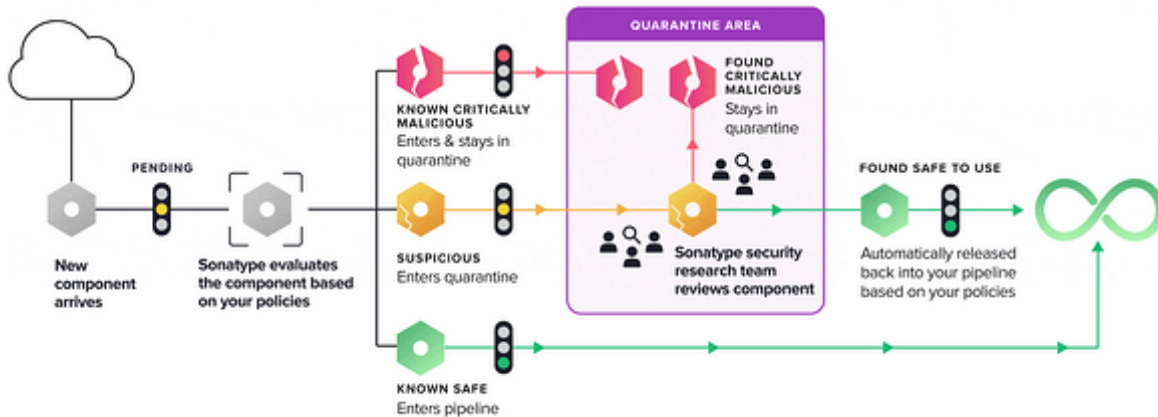 QUARANTINE AREA
KNOWN CRITICALLY
MALICIOUS
Enters & stays in
quarantine
FOUND
CRITICALLY
MALICIOUS
Stays in
quarantine
PENDING
New
component
arrives
Sonatype evaluates
the component based
on your policies
SUSPICIOUS
Enters quarantine
Sonatype security
research team
reviews component
FOUND SAFE TO USE
Automatically released
back into your pipeline
based on your policies
KNOWN SAFE
Enters pipeline